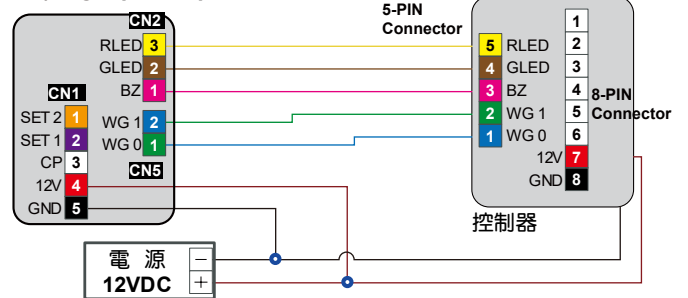 CN2
RLED 3
GLED 2
BZ 1
WG 1 2
WG 0 1
CN5
CN1
SET 2 1
SET 1 2
CP 3
12V 4
GND 5
5-PIN
Connector
5 RLED
4 GLED
3 BZ
2 WG 1
1 WG 0
1
2
3
4
5
6
12V 7
GND 8
8-PIN
Connector
控制器
電 源 −
12VDC +